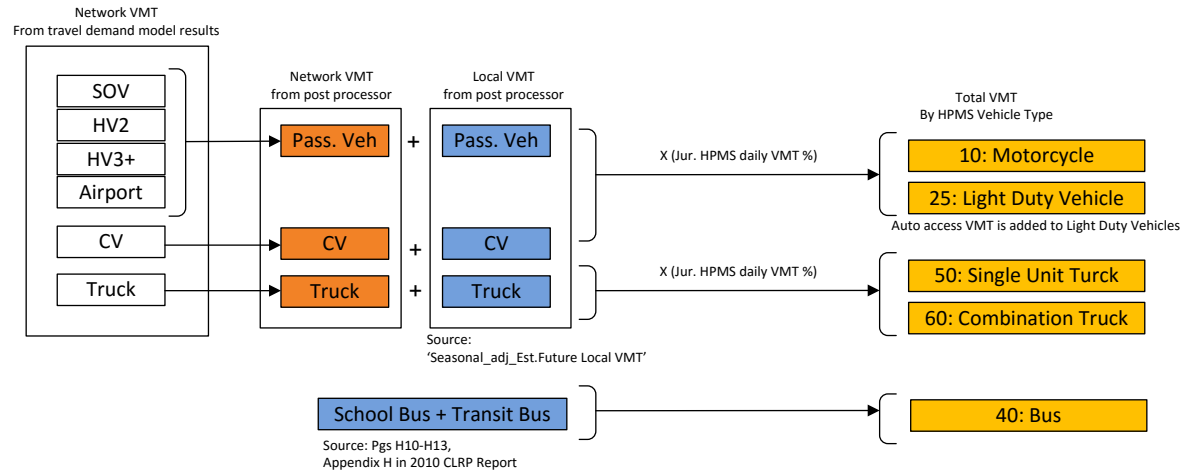 Network VMT
From travel demand model results
SOV
HV2
HV3+
Airport
CV
Truck
Network VMT
from post processor
Pass. Veh
CV
Truck
+
+
+
Local VMT
from post processor
Pass. Veh
CV
Truck
Source:
‘Seasonal_adj_Est.Future Local VMT’
X (Jur. HPMS daily VMT %)
X (Jur. HPMS daily VMT %)
Total VMT
By HPMS Vehicle Type
10: Motorcycle
25: Light Duty Vehicle
Auto access VMT is added to Light Duty Vehicles
50: Single Unit Turck
60: Combination Truck
School Bus + Transit Bus
Source: Pgs H10-H13,
Appendix H in 2010 CLRP Report
40: Bus